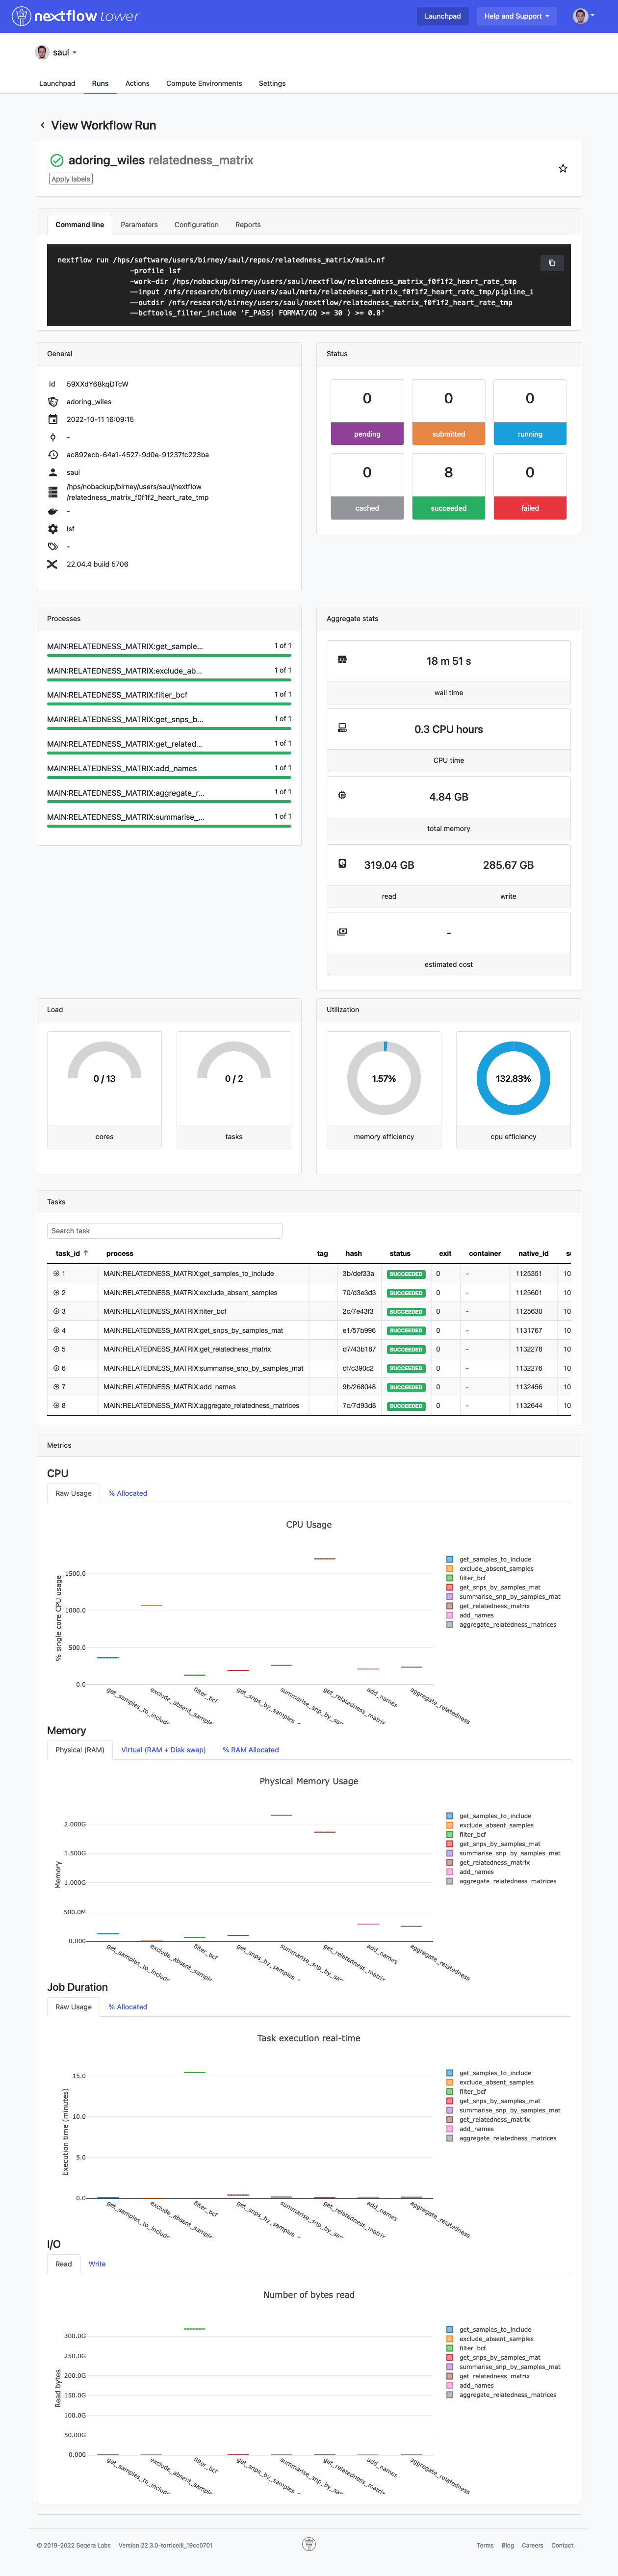 nextflow tower
Launchpad
Help and Support
saul
Launchpad Runs Actions Compute Environments Settings
View Workflow Run
adoring_wiles relatedness_matrix
Apply labels
Command line Parameters Configuration Reports
nextflow run /hps/software/users/birney/saul/repos/relatedness_matrix/main.nf
-profile lsf
-work-dir /hps/nobackup/birney/users/saul/nextflow/relatedness_matrix_f0f1f2_heart_rate_tmp
--input /nfs/research/birney/users/saul/meta/relatedness_matrix_f0f1f2_heart_rate_tmp/pipline_i
--outdir /nfs/research/birney/users/saul/nextflow/relatedness_matrix_f0f1f2_heart_rate_tmp
--bcftools_filter_include 'F_PASS( FORMAT/GQ >= 30 ) >= 0.8'
General
id 59XXdY68kqDTcW
adoring_wiles
2022-10-11 16:09:15
-
ac892ecb-64a1-4527-9d0e-91237fc223ba
saul
/hps/nobackup/birney/users/saul/nextflow
/relatedness_matrix_f0f1f2_heart_rate_tmp
-
lsf
-
22.04.4 build 5706
Status
0 0 0
pending submitted running
0 8 0
cached succeeded failed
Processes
MAIN:RELATEDNESS_MATRIX:get_sample... 1 of 1
MAIN:RELATEDNESS_MATRIX:exclude_ab... 1 of 1
MAIN:RELATEDNESS_MATRIX:filter_bcf 1 of 1
MAIN:RELATEDNESS_MATRIX:get_snps_b... 1 of 1
MAIN:RELATEDNESS_MATRIX:get_related... 1 of 1
MAIN:RELATEDNESS_MATRIX:add_names 1 of 1
MAIN:RELATEDNESS_MATRIX:aggregate_r... 1 of 1
MAIN:RELATEDNESS_MATRIX:summarise_... 1 of 1
Aggregate stats
18 m 51 s
wall time
0.3 CPU hours
CPU time
4.84 GB
total memory
319.04 GB 285.67 GB
read write
-
estimated cost
Load
0 / 13 0 / 2
cores tasks
Utilization
1.57% 132.83%
memory efficiency cpu efficiency
Tasks
Search task
task_id process tag hash status exit container native_id s
1 MAIN:RELATEDNESS_MATRIX:get_samples_to_include 3b/def33a SUCCEEDED 0 - 1125351 10
2 MAIN:RELATEDNESS_MATRIX:exclude_absent_samples 70/d3e3d3 SUCCEEDED 0 - 1125601 10
3 MAIN:RELATEDNESS_MATRIX:filter_bcf 2c/7e43f3 SUCCEEDED 0 - 1125630 10
4 MAIN:RELATEDNESS_MATRIX:get_snps_by_samples_mat e1/57b996 SUCCEEDED 0 - 1131767 10
5 MAIN:RELATEDNESS_MATRIX:get_relatedness_matrix d7/43b187 SUCCEEDED 0 - 1132278 10
6 MAIN:RELATEDNESS_MATRIX:summarise_snp_by_samples_mat df/c390c2 SUCCEEDED 0 - 1132276 10
7 MAIN:RELATEDNESS_MATRIX:add_names 9b/268048 SUCCEEDED 0 - 1132456 10
8 MAIN:RELATEDNESS_MATRIX:aggregate_relatedness_matrices 7c/7d93d8 SUCCEEDED 0 - 1132644 10
Metrics
CPU
Raw Usage % Allocated
CPU Usage
% single core CPU usage
1500.0
1000.0
500.0
0.0
get_samples_to_includ
exclude_absent_sampl
filter_bcf
get_snps_by_samples_
summarise_snp_by_sa
get_relatedness_matri
add_names
aggregate_relatedness
get_samples_to_include
exclude_absent_samples
filter_bcf
get_snps_by_samples_mat
summarise_snp_by_samples_mat
get_relatedness_matrix
add_names
aggregate_relatedness_matrices
Memory
Physical (RAM) Virtual (RAM + Disk swap) % RAM Allocated
Physical Memory Usage
Memory
2.000G
1.500G
1.000G
500.0M
0.000
get_samples_to_includ
exclude_absent_sampl
filter_bcf
get_snps_by_samples_
summarise_snp_by_sa
get_relatedness_matri
add_names
aggregate_relatedness
get_samples_to_include
exclude_absent_samples
filter_bcf
get_snps_by_samples_mat
summarise_snp_by_samples_mat
get_relatedness_matrix
add_names
aggregate_relatedness_matrices
Job Duration
Raw Usage % Allocated
Task execution real-time
Execution time (minutes)
15.0
10.0
5.0
0.0
get_samples_to_includ
exclude_absent_sampl
filter_bcf
get_snps_by_samples_
summarise_snp_by_sa
get_relatedness_matri
add_names
aggregate_relatedness
get_samples_to_include
exclude_absent_samples
filter_bcf
get_snps_by_samples_mat
summarise_snp_by_samples_mat
get_relatedness_matrix
add_names
aggregate_relatedness_matrices
I/O
Read Write
Number of bytes read
Read bytes
300.0G
250.0G
200.0G
150.0G
100.0G
50.00G
0.000
get_samples_to_includ
exclude_absent_sampl
filter_bcf
get_snps_by_samples_
summarise_snp_by_sa
get_relatedness_matri
add_names
aggregate_relatedness
get_samples_to_include
exclude_absent_samples
filter_bcf
get_snps_by_samples_mat
summarise_snp_by_samples_mat
get_relatedness_matrix
add_names
aggregate_relatedness_matrices
© 2019-2022 Seqera Labs Version 22.3.0-torricelli_19cc0701
Terms Blog Careers Contact